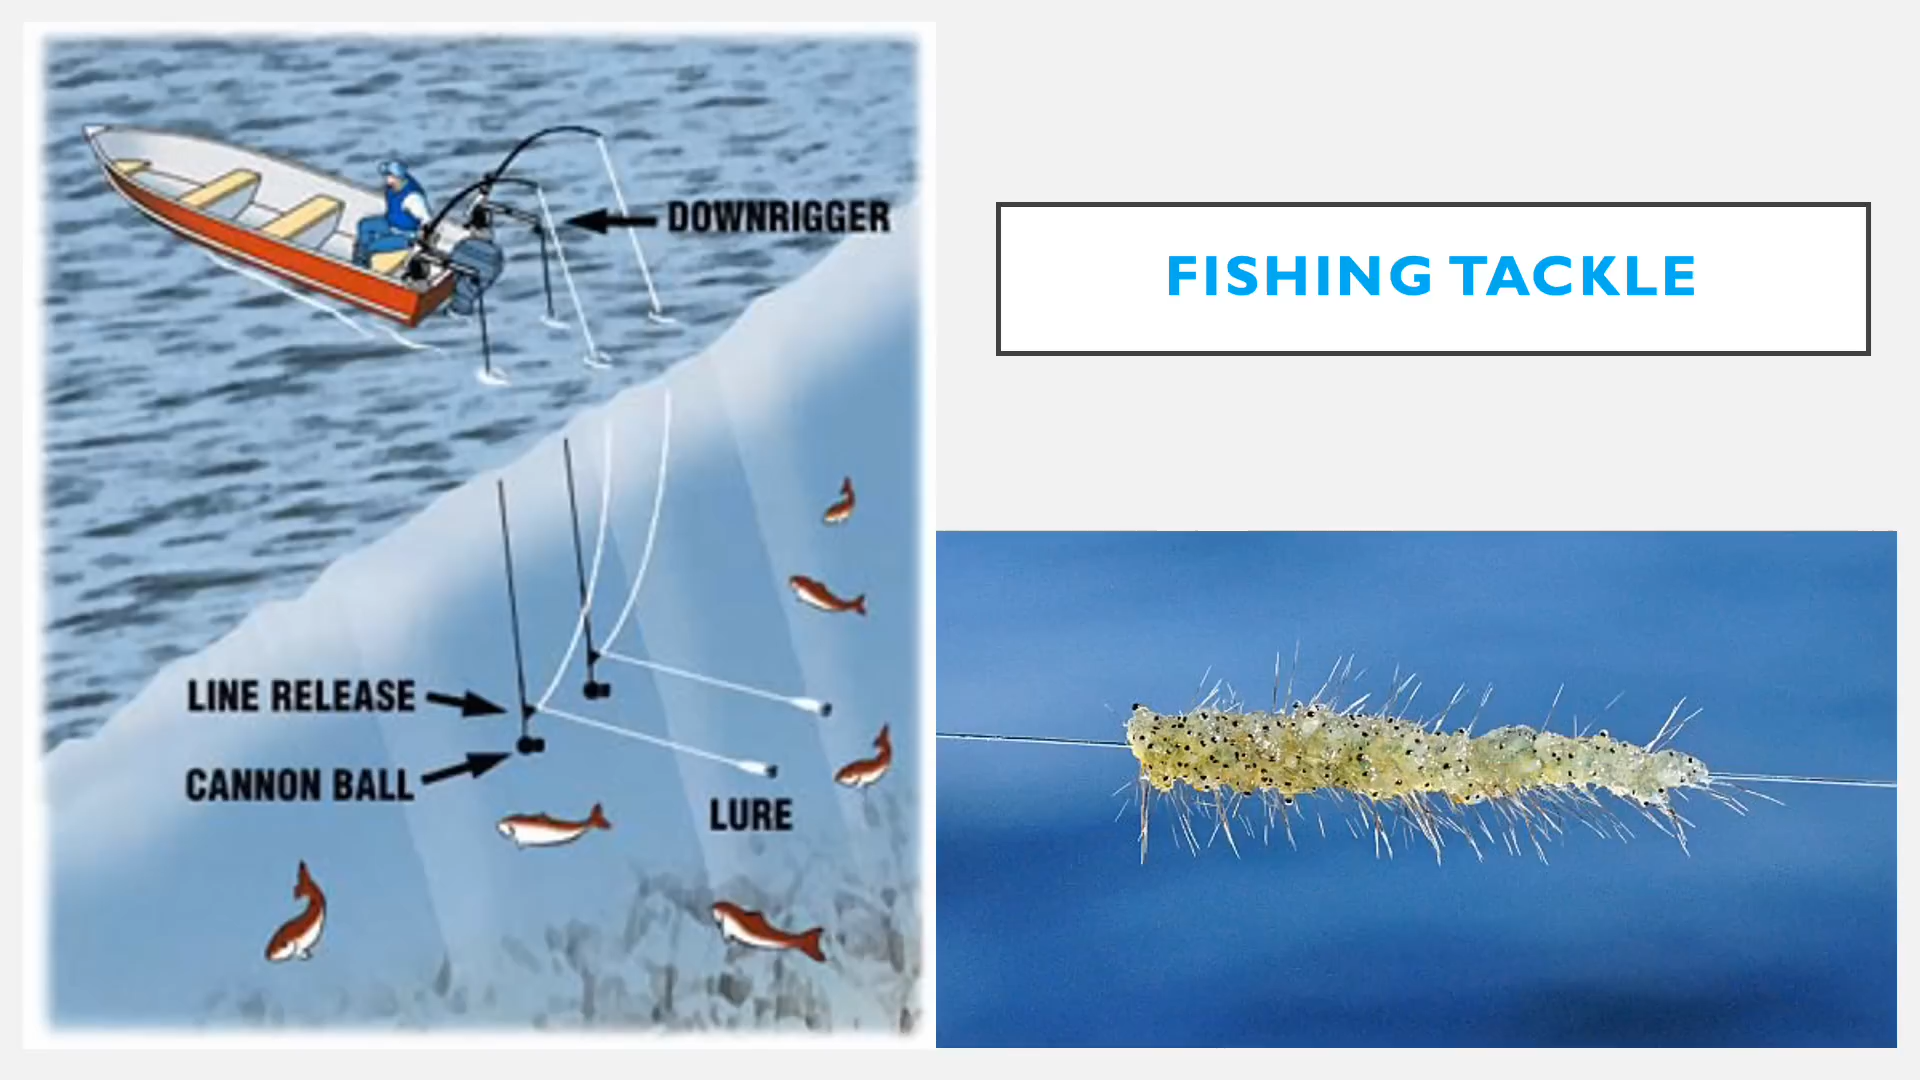 DOWNRIGGER
LINE RELEASE
CANNON BALL
LURE
FISHING TACKLE